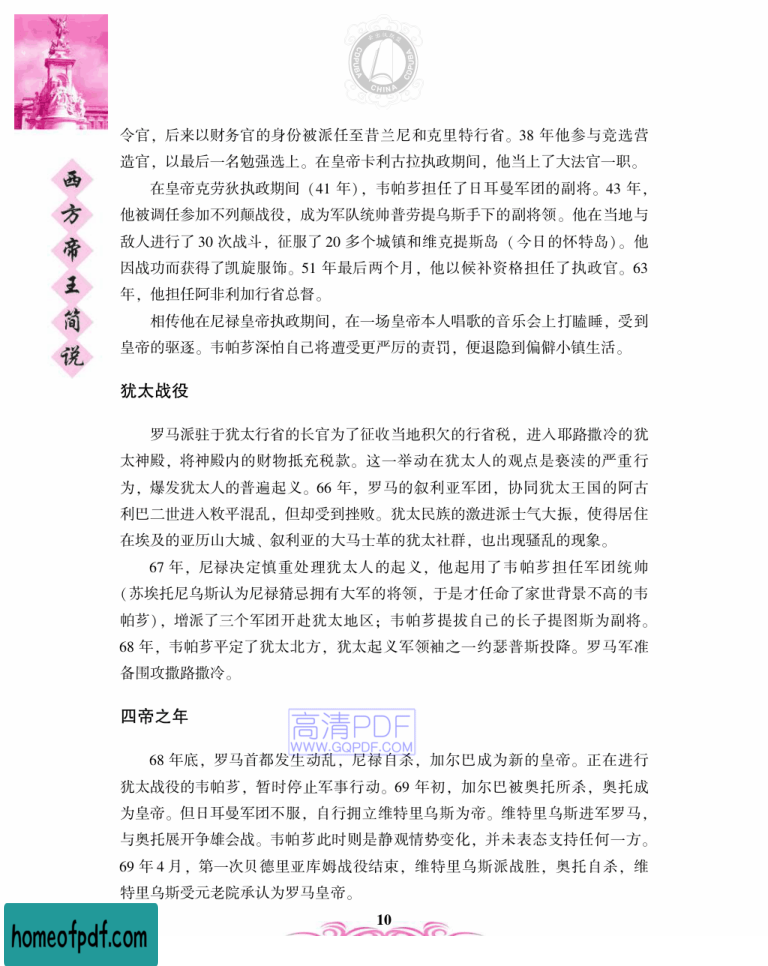 CDPUBY
CHINA
CDPUBY
西方帝王简说
令官，后来以财务官的身份被派任至昔兰尼和克里特行省。38 年他参与竞选营
造官，以最后一名勉强选上。在皇帝卡利古拉执政期间，他当上了大法官一职。
在皇帝克劳狄执政期间（41 年），韦帕芗担任了日耳曼军团的副将。43 年，
他被调任参加不列颠战役，成为军队统帅普劳提乌斯手下的副将领。他在当地与
敌人进行了 30 次战斗，征服了 20 多个城镇和维克提斯岛（今日的怀特岛）。他
因战功而获得了凯旋服饰。51 年最后两个月，他以候补资格担任了执政官。63
年，他担任阿非利加行省总督。
相传他在尼禄皇帝执政期间，在一场皇帝本人唱歌的音乐会上打瞌睡，受到
皇帝的驱逐。韦帕芗深怕自己将遭受更严厉的责罚，便退隐到偏僻小镇生活。
犹太战役
罗马派驻于犹太行省的长官为了征收当地积欠的行省税，进入耶路撒冷的犹
太神殿，将神殿内的财物抵充税款。这一举动在犹太人的观点是亵渎的严重行
为，爆发犹太人的普遍起义。66 年，罗马的叙利亚军团，协同犹太王国的阿古
利巴二世进入敉平混乱，但却受到挫败。犹太民族的激进派士气大振，使得居住
在埃及的亚历山大城、叙利亚的大马士革的犹太社群，也出现骚乱的现象。
67 年，尼禄决定慎重处理犹太人的起义，他起用了韦帕芗担任军团统帅
（苏埃托尼乌斯认为尼禄猜忌拥有大军的将领，于是才任命了家世背景不高的韦
帕芗），增派了三个军团开赴犹太地区；韦帕芗提拔自己的长子提图斯为副将。
68 年，韦帕芗平定了犹太北方，犹太起义军领袖之一约瑟普斯投降。罗马军准
备围攻撒路撒冷。
四帝之年
高清PDF
WWW.GQPDF.COM
68 年底，罗马首都发生动乱，尼禄自杀，加尔巴成为新的皇帝。正在进行
犹太战役的韦帕芗，暂时停止军事行动。69 年初，加尔巴被奥托所杀，奥托成
为皇帝。但日耳曼军团不服，自行拥立维特里乌斯为帝。维特里乌斯进军罗马，
与奥托展开争雄会战。韦帕芗此时则是静观情势变化，并未表态支持任何一方。
69 年 4 月，第一次贝德里亚库姆战役结束，维特里乌斯派战胜，奥托自杀，维
特里乌斯受元老院承认为罗马皇帝。
10
homeofpdf.com